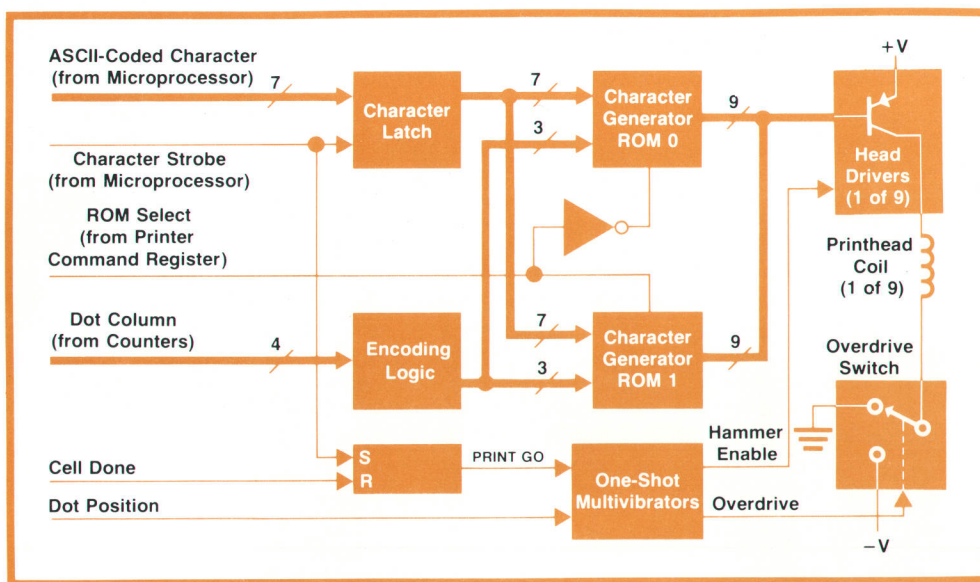 ASCII-Coded Character
(from Microprocessor)
7
Character Strobe
(from Microprocessor)
ROM Select
(from Printer
Command Register)
Dot Column
(from Counters)
4
Cell Done
Dot Position
Character
Latch
Encoding
Logic
S
R
PRINT GO
7
3
Character
Generator
ROM 0
9
7
3
Character
Generator
ROM 1
9
One-Shot
Multivibrators
Hammer
Enable
Overdrive
+V
Head
Drivers
(1 of 9)
Printhead
Coil
(1 of 9)
Overdrive
Switch
−V